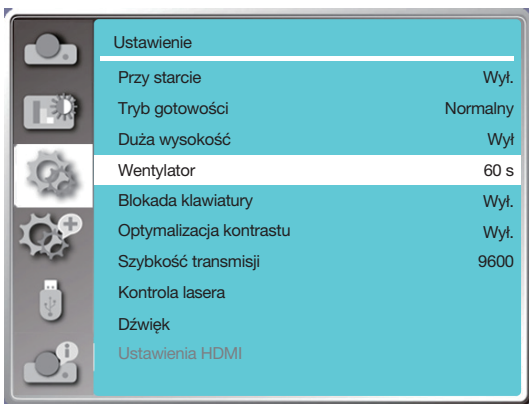 Ustawienie
Przy starcie Wył.
Tryb gotowości Normalny
Duża wysokość Wył
Wentylator 60 s
Blokada klawiatury Wył.
Optymalizacja kontrastu Wył.
Szybkość transmisji 9600
Kontrola lasera
Dźwięk
Ustawienia HDMI